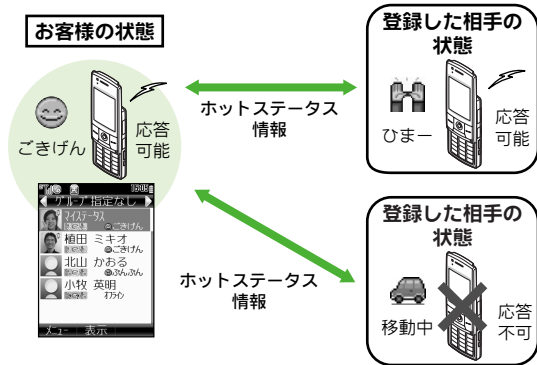 お客様の状態
ごきげん
応答
可能
ホットステータス
情報
登録した相手の
状態
ひまー
応答
可能
グループ指定なし
マイステータス
ごきげん
植田 ミキオ
ごきげん
北山 かおる
ぷんぷん
小牧 英明
オフライン
メニュー 表示
ホットステータス
情報
登録した相手の
状態
移動中
応答
不可